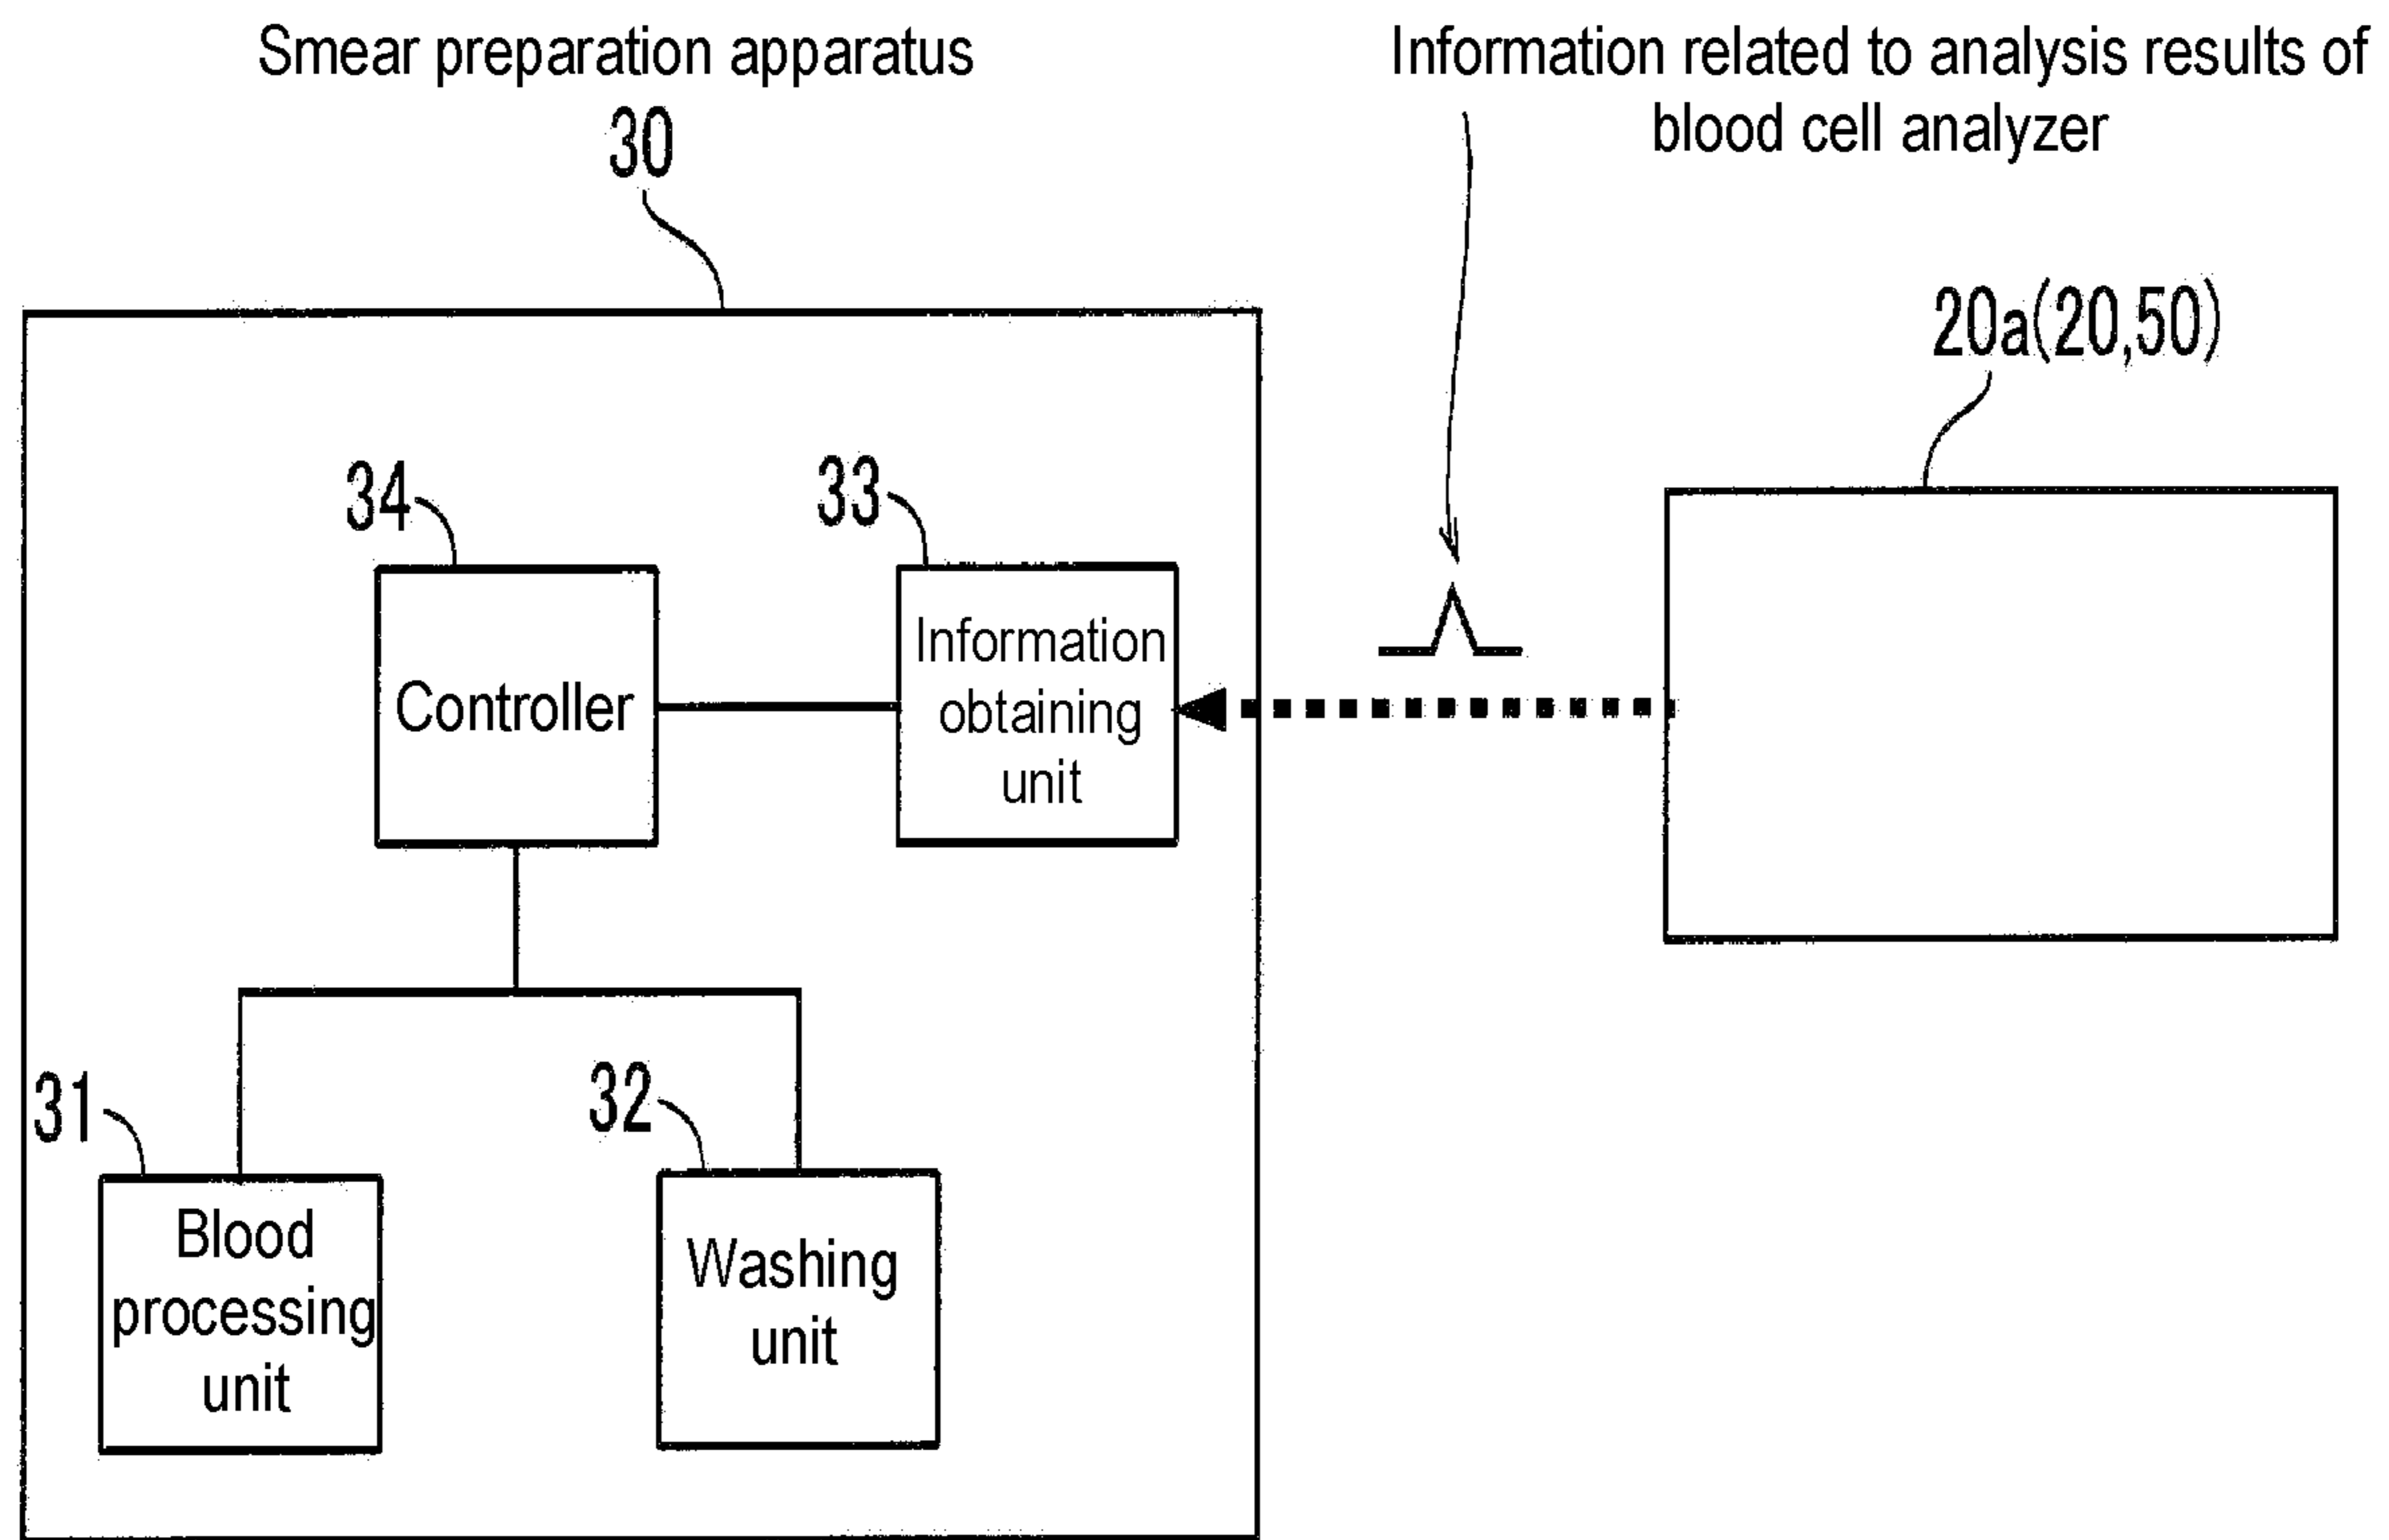 Smear preparation apparatus
30
Information related to analysis results of
blood cell analyzer
20a(20,50)
34
33
Controller
Information
obtaining
unit
31
32
Blood
processing
unit
Washing
unit